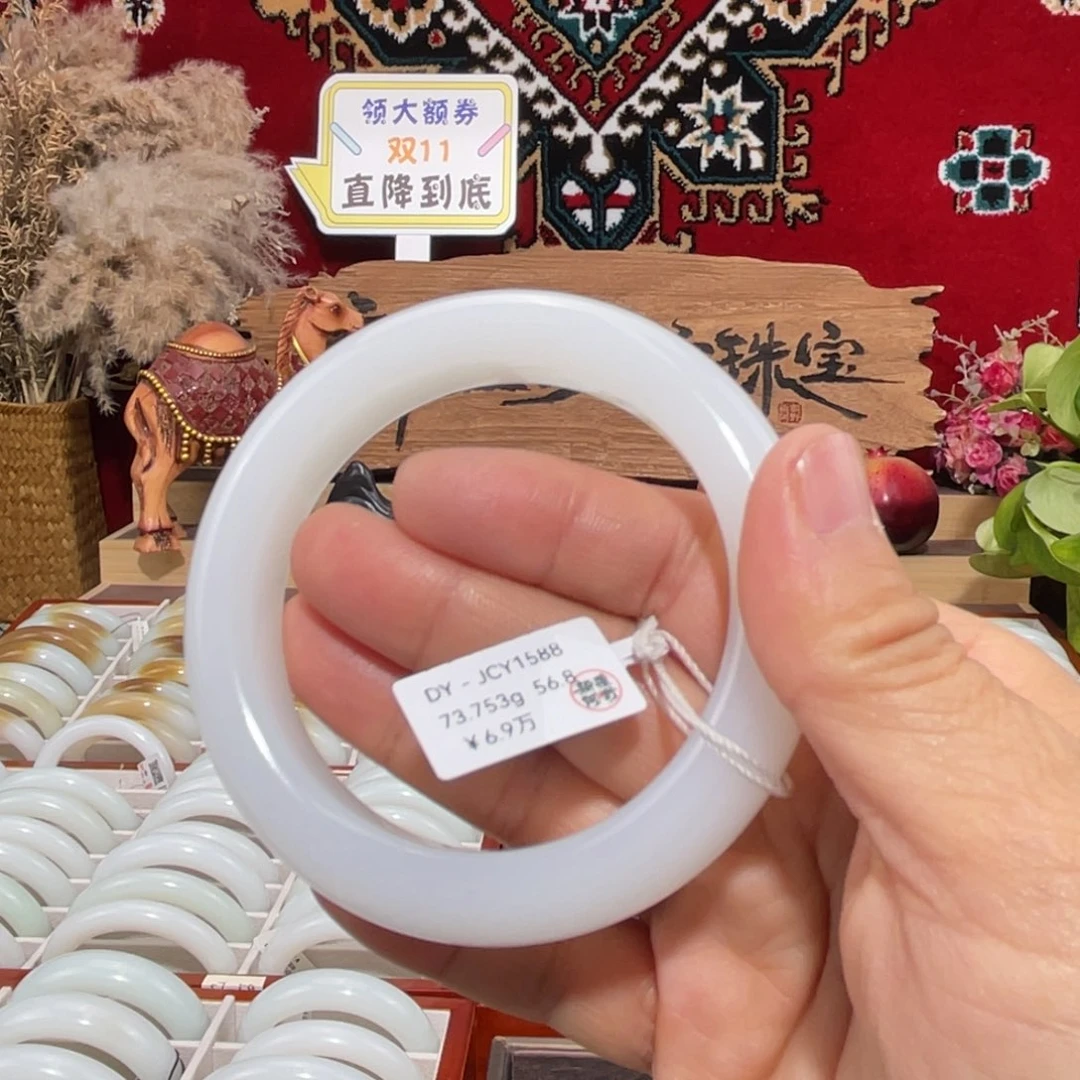 领大额券
双11
直降到底
珠宝
DY-JCY1588
73.753g 56.8
¥6.9万